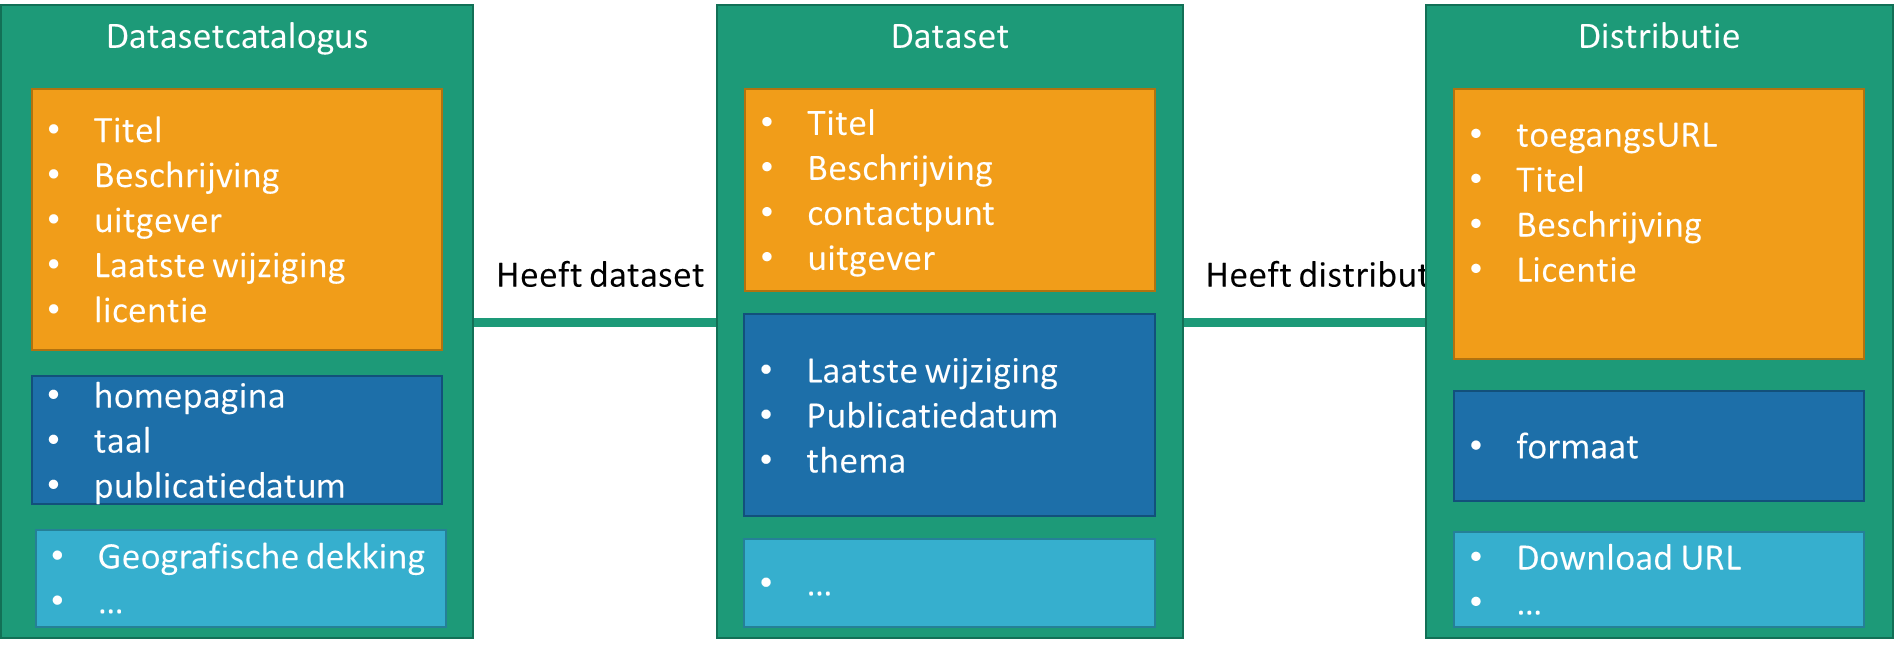 Datasetcatalogus
• Titel
• Beschrijving
• uitgever
• Laatste wijziging
• licentie
• homepagina
• taal
• publicatiedatum
• Geografische dekking
• ...
Heeft dataset
Dataset
• Titel
• Beschrijving
• contactpunt
• uitgever
• Laatste wijziging
• Publicatiedatum
• thema
• ...
Heeft distribut
Distributie
• toegangsURL
• Titel
• Beschrijving
• Licentie
• formaat
• Download URL
• ...